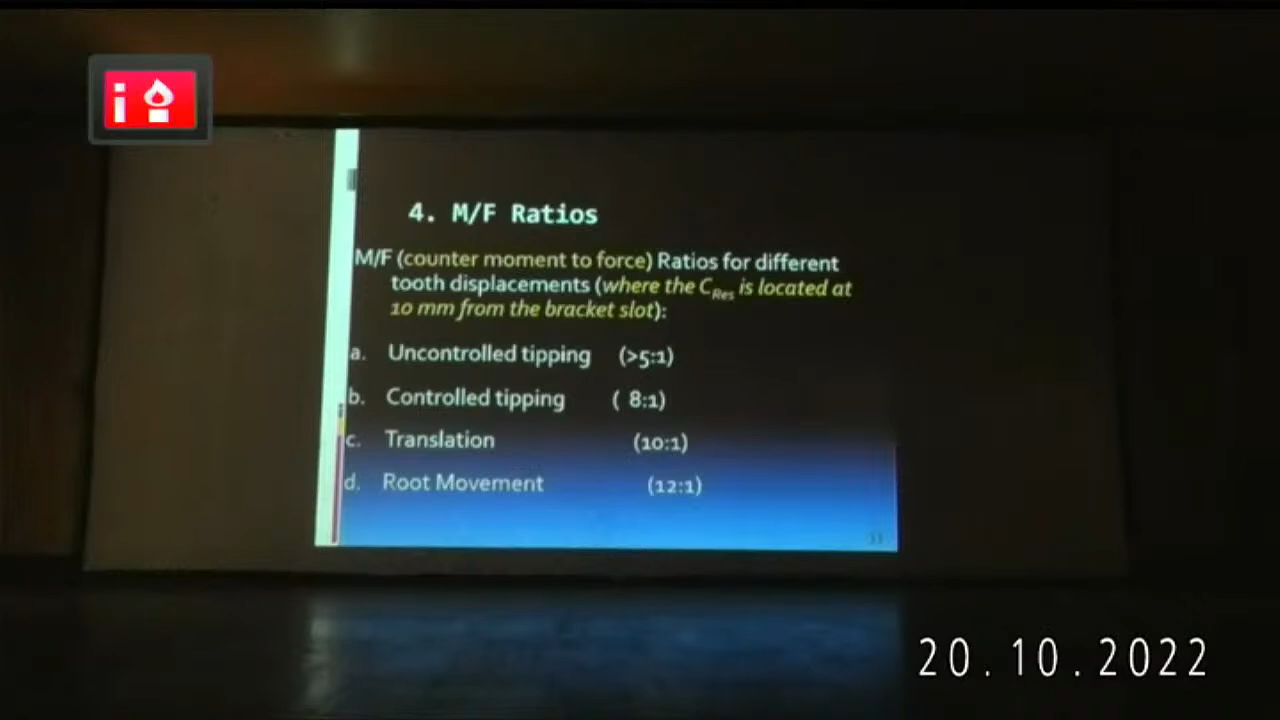 4. M/F Ratios
M/F (counter moment to force) Ratios for different
tooth displacements (where the CRes is located at
10 mm from the bracket slot):
a. Uncontrolled tipping (>5:1)
b. Controlled tipping ( 8:1)
c. Translation (10:1)
d. Root Movement (12:1)
33
20.10.2022